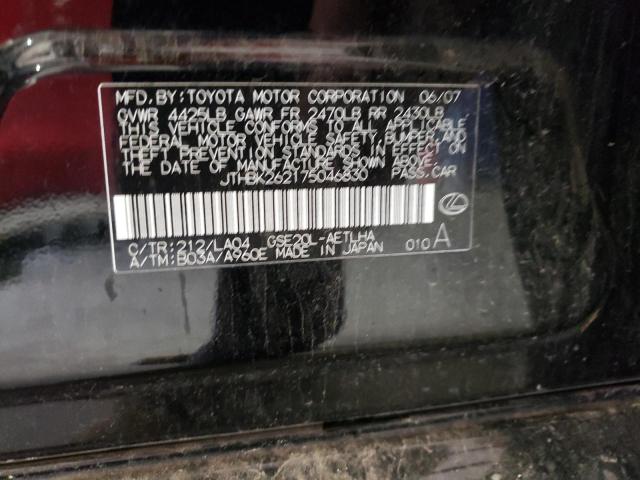 MFD. BY: TOYOTA MOTOR CORPORATION 06/07
GVWR 4425LB GAWR FR 2470LB RR 2430LB
THIS VEHICLE CONFORMS TO ALL APPLICABLE
FEDERAL MOTOR VEHICLE SAFETY, BUMPER AND
THEFT PREVENTION STANDARDS IN EFFECT ON
THE DATE OF MANUFACTURE SHOWN ABOVE.
JTHBK262175046830 PASS.CAR
C/TR:212/LA04 GSE20L-AETLHA
A/TM:B03A/A960E MADE IN JAPAN 010 A